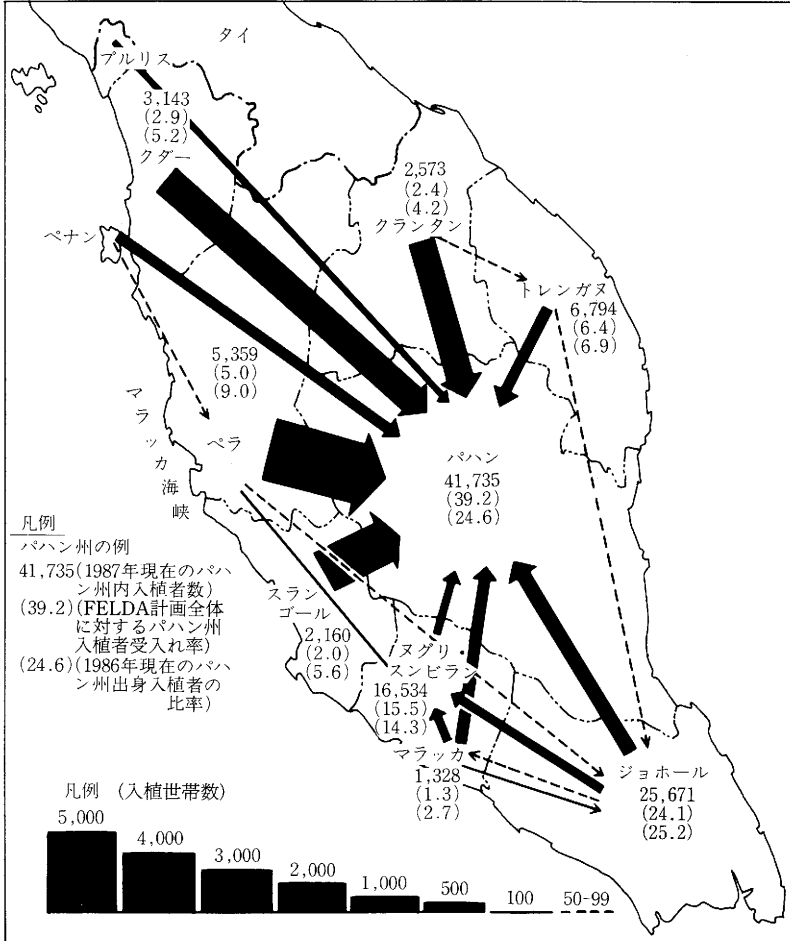 タイ
プルリス
3,143
(2.9)
(5.2)
クダー
2,573
(2.4)
(4.2)
クランタン
ペナン
トレンガヌ
6,794
(6.4)
(6.9)
5,359
(5.0)
(9.0)
ペラ
マラッカ海峡
パハン
41,735
(39.2)
(24.6)
凡例
パハン州の例
41,735(1987年現在のパハ
ン州内入植者数)
(39.2)(FELDA計画全体
に対するパハン州
入植者受入れ率)
(24.6)(1986年現在のパハ
ン州出身入植者の
比率)
スラン
ゴール
2,160
(2.0)
(5.6)
ヌグリ
スンビラン
16,534
(15.5)
(14.3)
マラッカ
1,328
(1.3)
(2.7)
ジョホール
25,671
(24.1)
(25.2)
凡例 (入植世帯数)
5,000
4,000
3,000
2,000
1,000
500
100
50-99